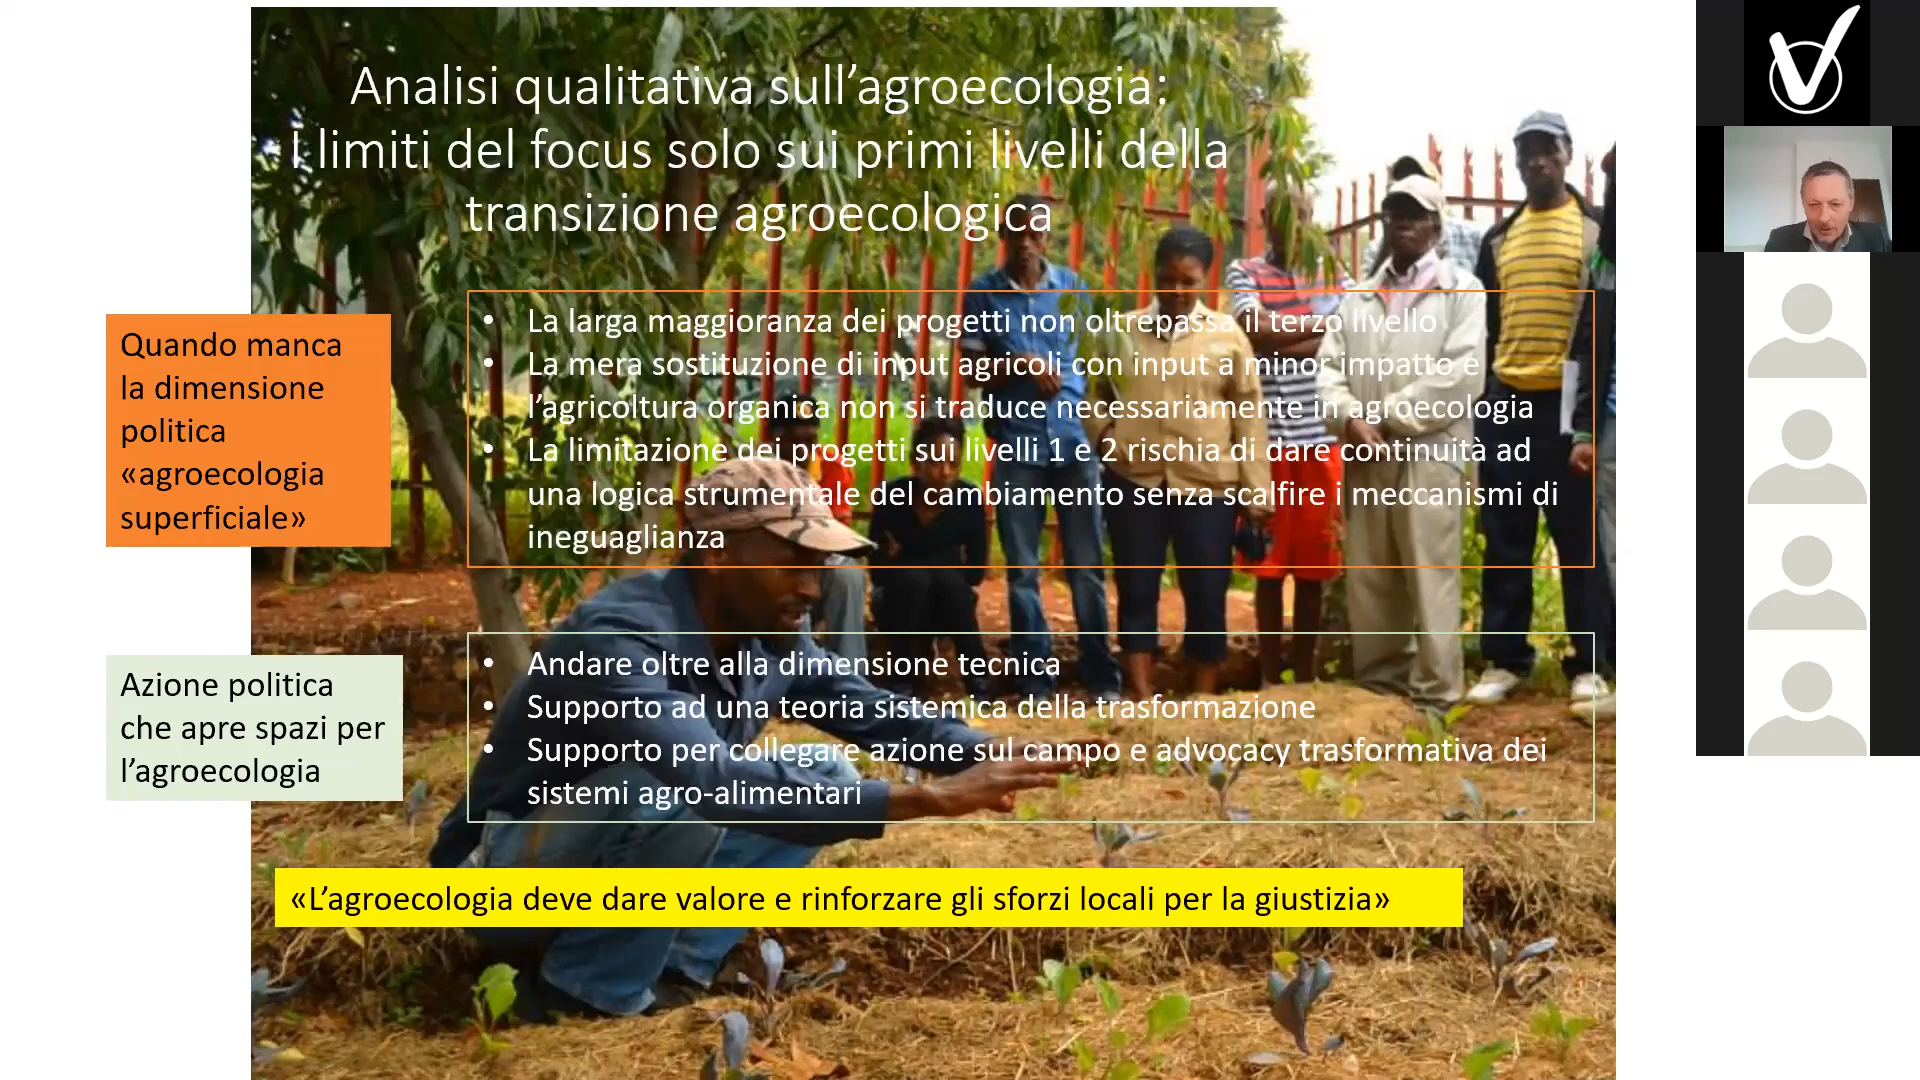 Analisi qualitativa sull’agroecologia:
I limiti del focus solo sui primi livelli della
transizione agroecologica
Quando manca
la dimensione
politica
«agroecologia
superficiale»
• La larga maggioranza dei progetti non oltrepassa il terzo livello
• La mera sostituzione di input agricoli con input a minor impatto e
l’agricoltura organica non si traduce necessariamente in agroecologia
• La limitazione dei progetti sui livelli 1 e 2 rischia di dare continuità ad
una logica strumentale del cambiamento senza scalfire i meccanismi di
ineguaglianza
Azione politica
che apre spazi per
l’agroecologia
• Andare oltre alla dimensione tecnica
• Supporto ad una teoria sistemica della trasformazione
• Supporto per collegare azione sul campo e advocacy trasformativa dei
sistemi agro-alimentari
«L’agroecologia deve dare valore e rinforzare gli sforzi locali per la giustizia»